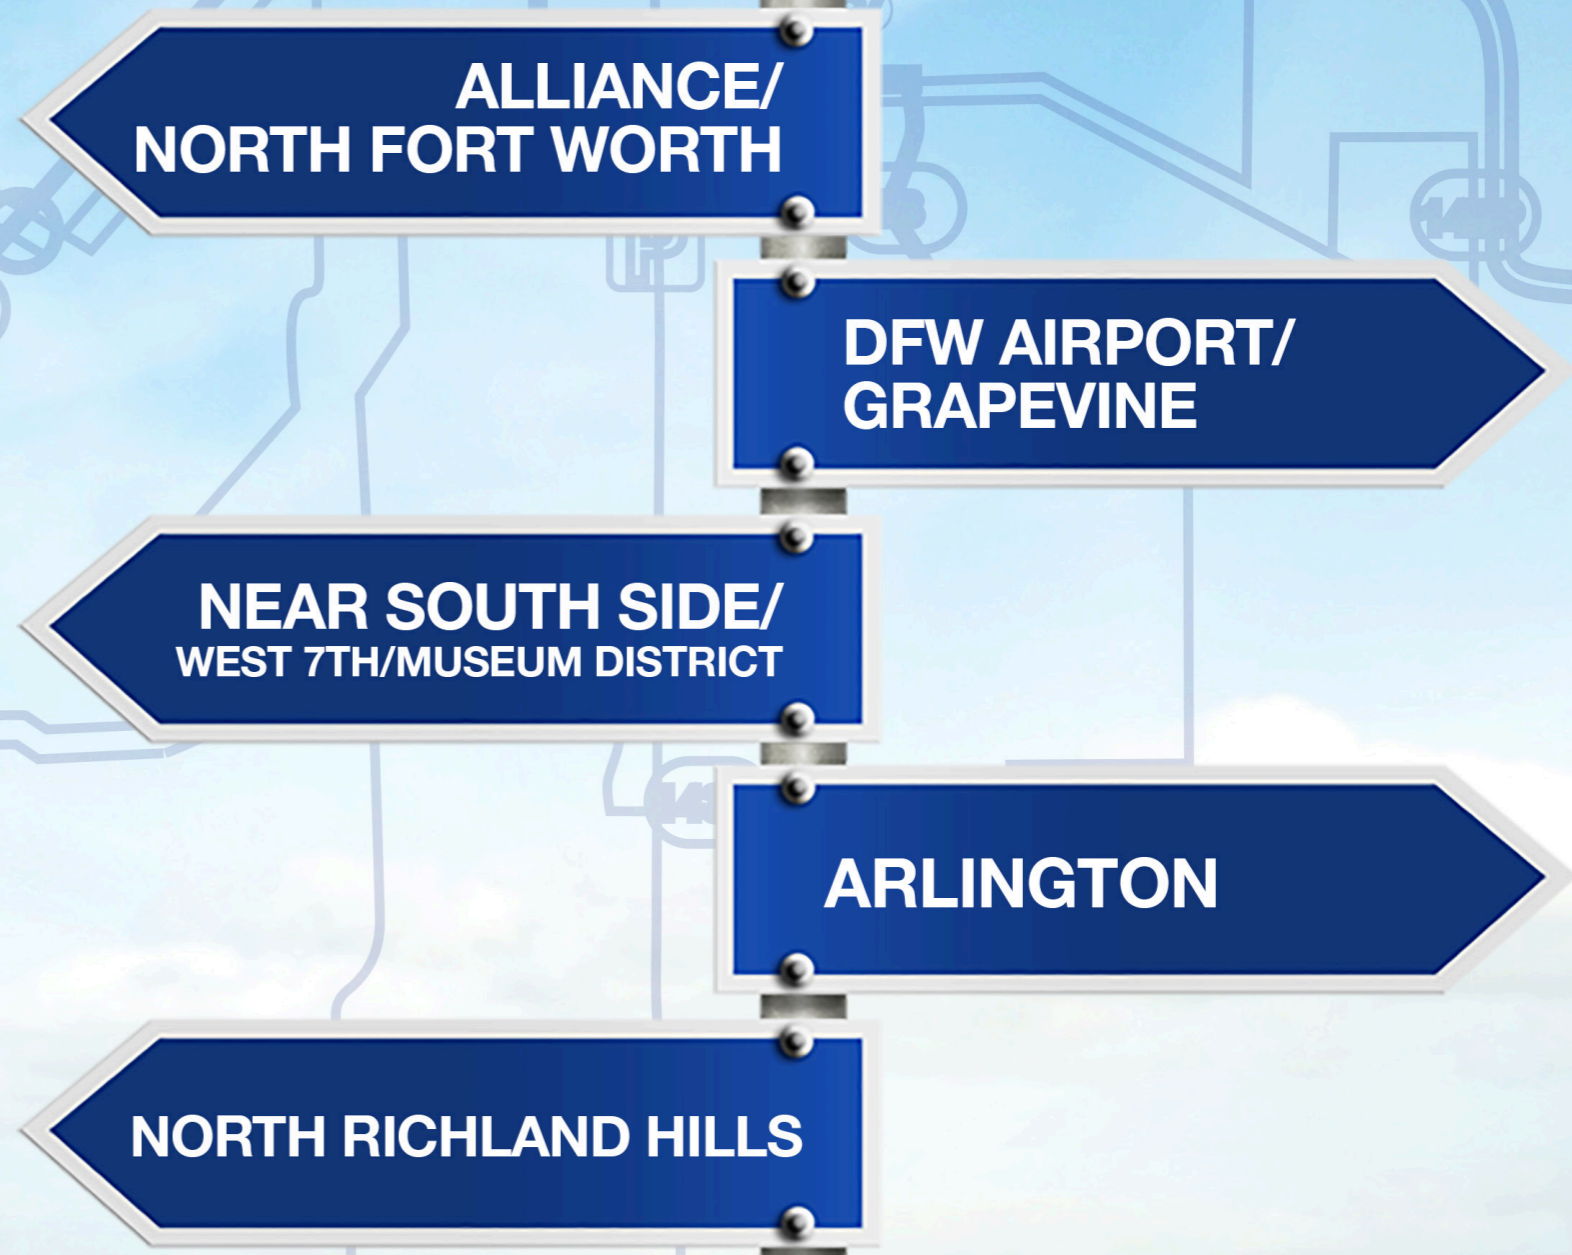 ALLIANCE/
NORTH FORT WORTH
DFW AIRPORT/
GRAPEVINE
NEAR SOUTH SIDE/
WEST 7TH/MUSEUM DISTRICT
ARLINGTON
NORTH RICHLAND HILLS